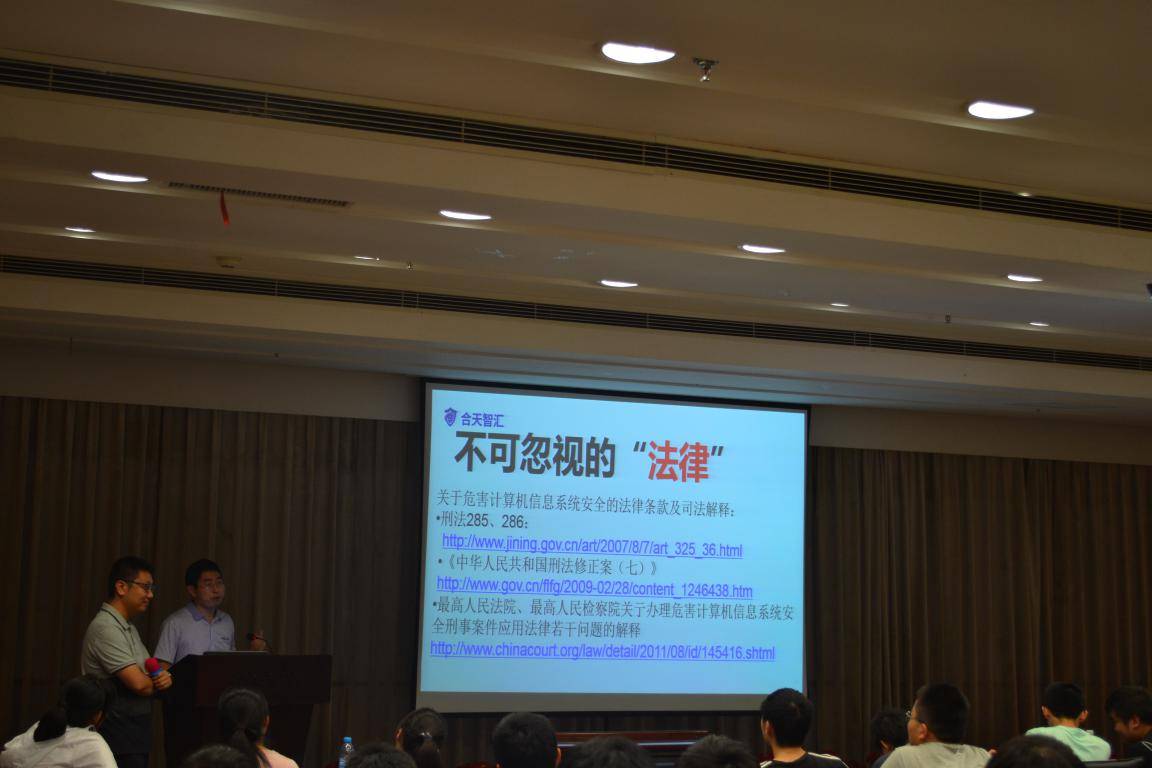 合天智汇
不可忽视的“法律”
关于危害计算机信息系统安全的法律条款及司法解释：
•刑法285、286：
http://www.jining.gov.cn/art/2007/8/7/art_325_36.html
•《中华人民共和国刑法修正案（七）》
http://www.gov.cn/flfg/2009-02/28/content_1246438.htm
•最高人民法院、最高人民检察院关于办理危害计算机信息系统安
全刑事案件应用法律若干问题的解释
http://www.chinacourt.org/law/detail/2011/08/id/145416.shtml